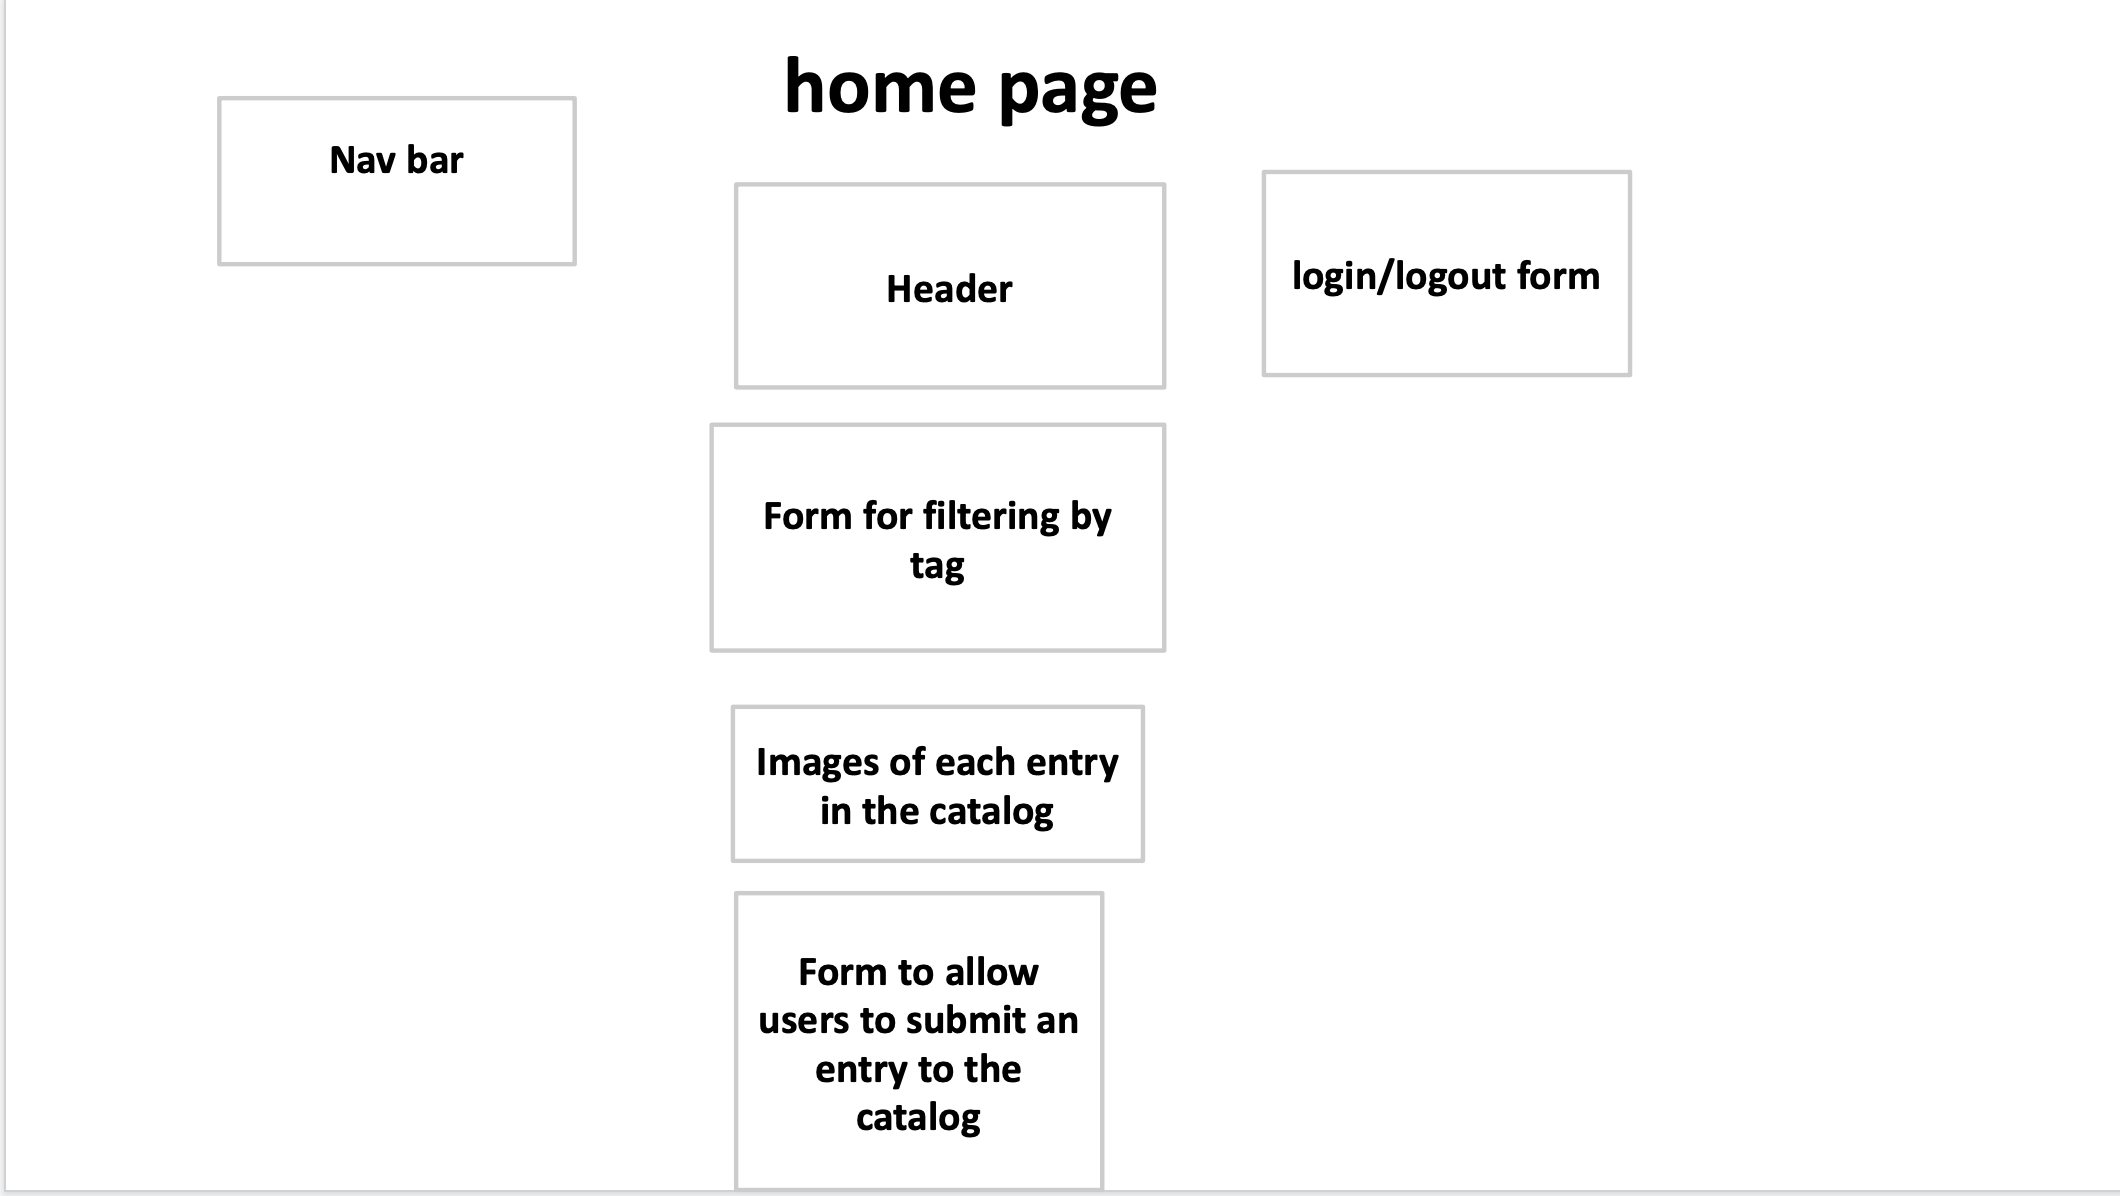 home page
Nav bar
Header
login/logout form
Form for filtering by
tag
Images of each entry
in the catalog
Form to allow
users to submit an
entry to the
catalog